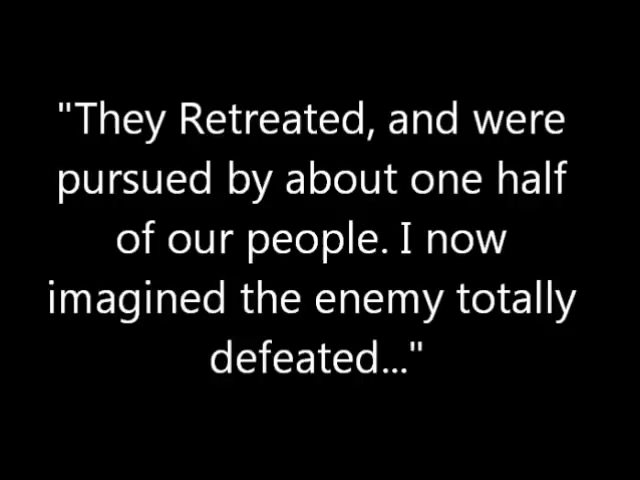 "They Retreated, and were
pursued by about one half
of our people. I now
imagined the enemy totally
defeated..."